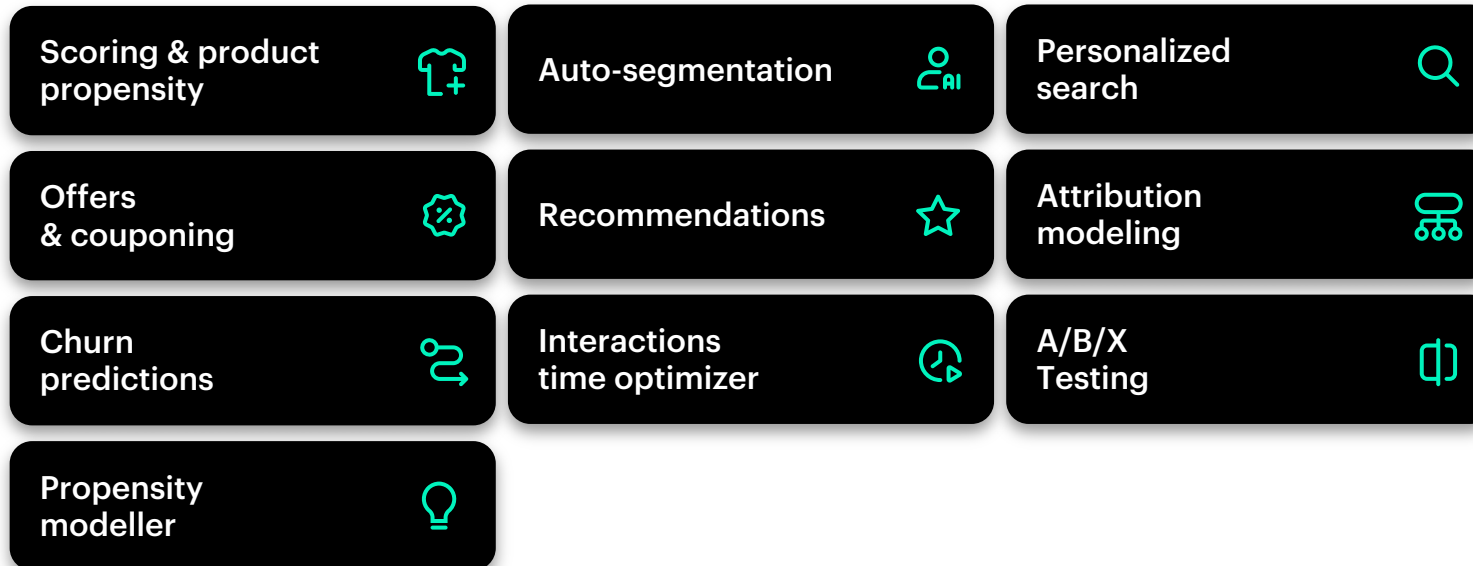 Scoring & product
propensity
Auto-segmentation
AI
Personalized
search
Offers
& couponing
Recommendations
Attribution
modeling
Churn
predictions
Interactions
time optimizer
A/B/X
Testing
Propensity
modeller